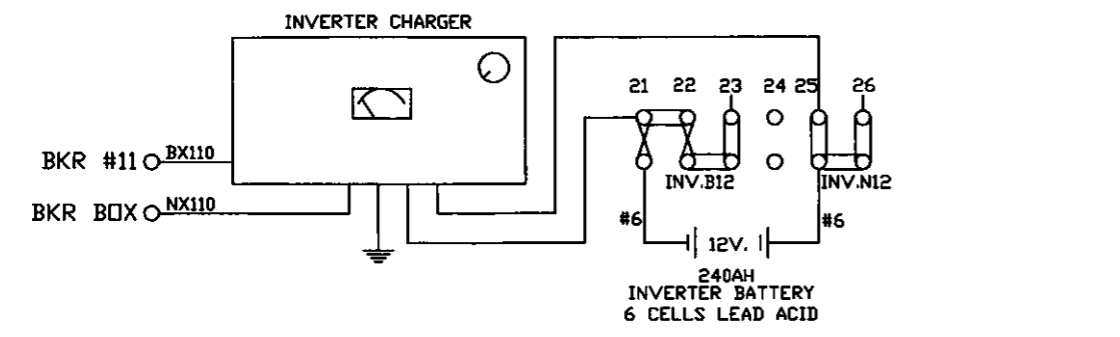 INVERTER CHARGER
21 22 23 24 25 26
BKR #11 BX110
INV.B12 INV.N12
BKR BOX NX110
#6 #6
12V.
240AH
INVERTER BATTERY
6 CELLS LEAD ACID